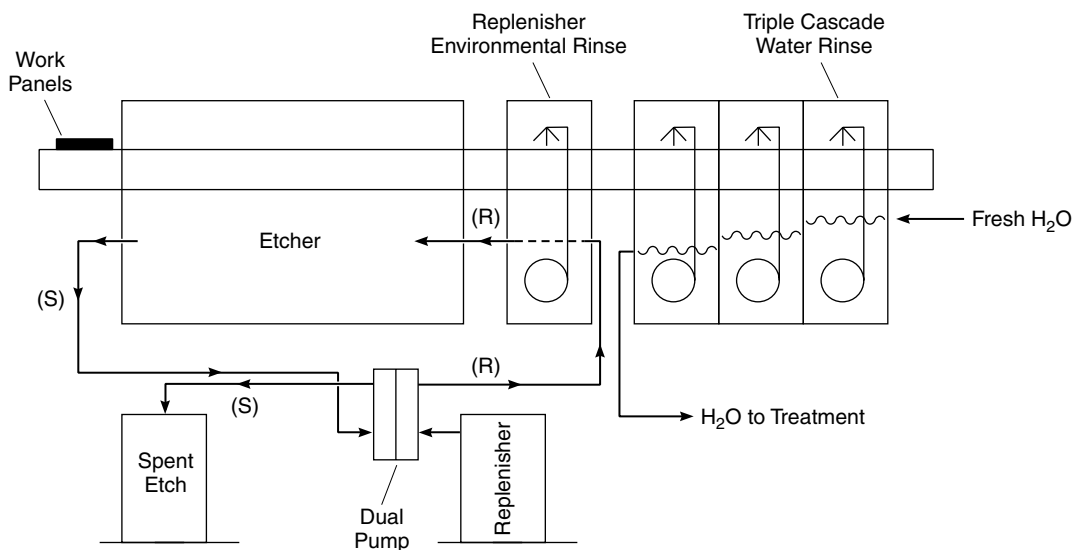 Replenisher
Environmental Rinse
Triple Cascade
Water Rinse
Work
Panels
(R)
Fresh H₂O
Etcher
(S)
(R)
(S)
H₂O to Treatment
Spent
Etch
Replenisher
Dual
Pump